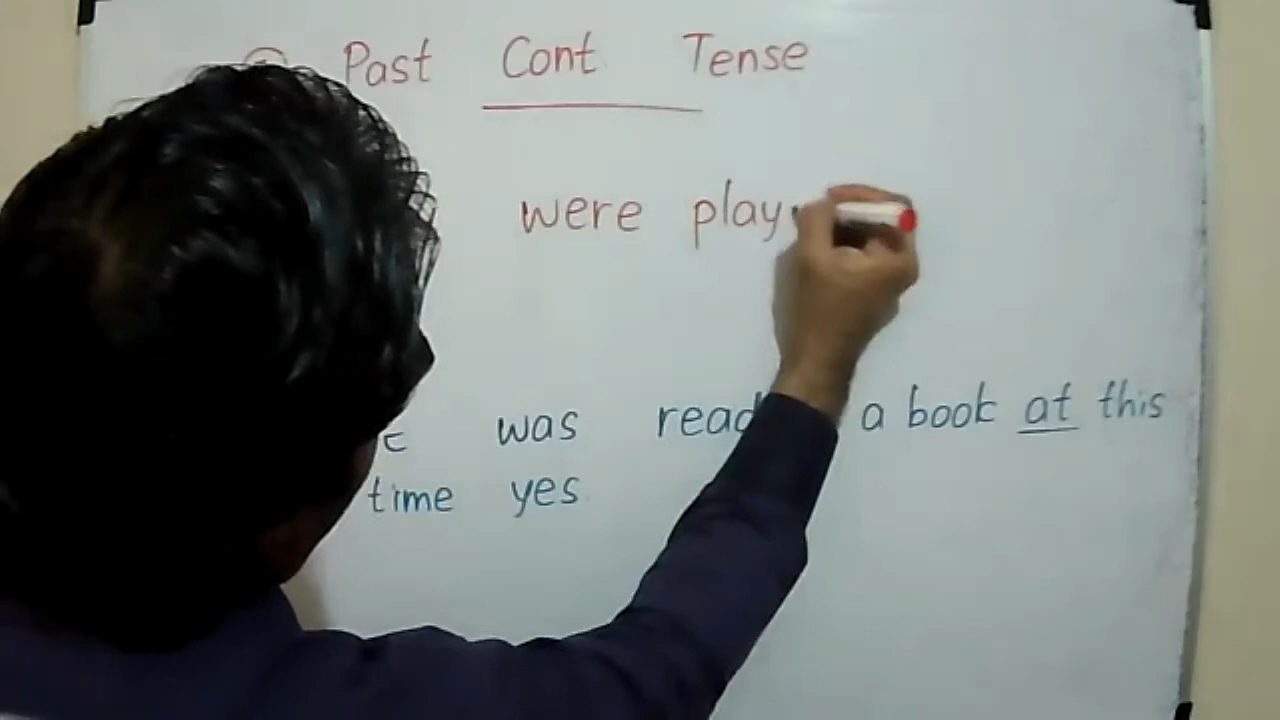 Past Cont. Tense
were play
was read a book at this
time yes